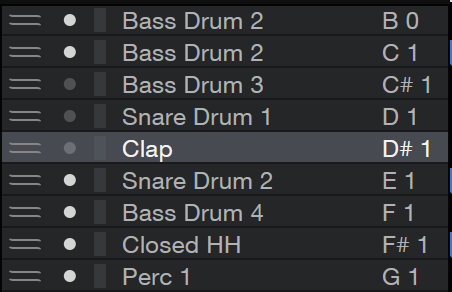 Bass Drum 2 B 0
Bass Drum 2 C 1
Bass Drum 3 C# 1
Snare Drum 1 D 1
Clap D# 1
Snare Drum 2 E 1
Bass Drum 4 F 1
Closed HH F# 1
Perc 1 G 1